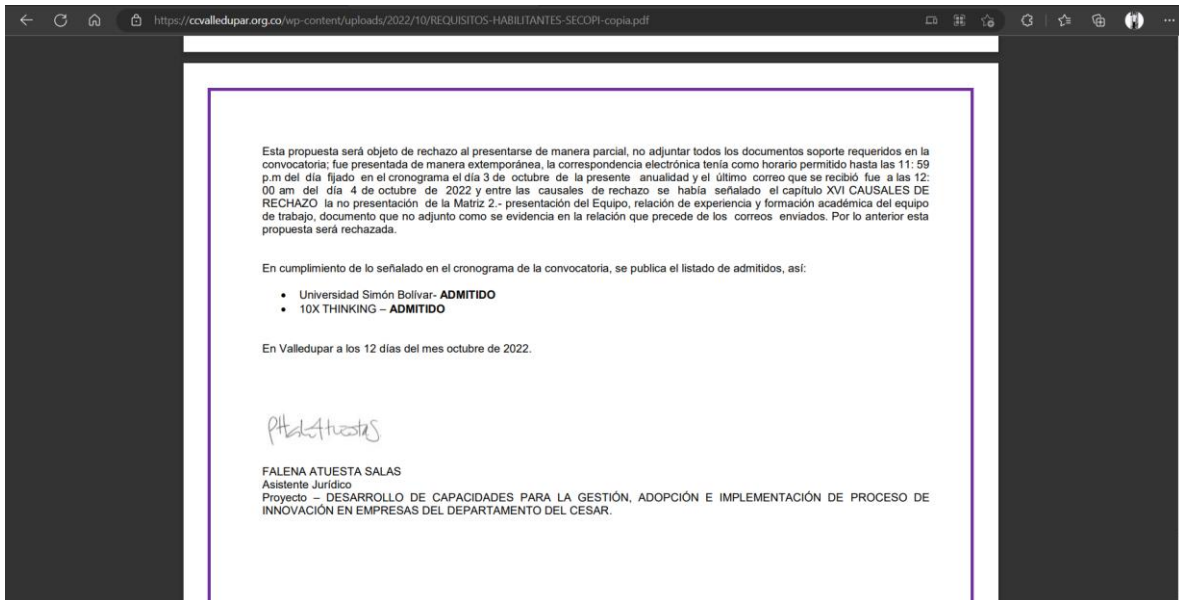 https://ccvalledupar.org.co/wp-content/uploads/2022/10/REQUISITOS-HABILITANTES-SECOPI-copia.pdf
Esta propuesta será objeto de rechazo al presentarse de manera parcial, no adjuntar todos los documentos soporte requeridos en la
convocatoria; fue presentada de manera extemporánea, la correspondencia electrónica tenía como horario permitido hasta las 11: 59
p.m del día fijado en el cronograma el día 3 de octubre de la presente anualidad y el último correo que se recibió fue a las 12:
00 am del día 4 de octubre de 2022 y entre las causales de rechazo se había señalado el capítulo XVI CAUSALES DE
RECHAZO la no presentación de la Matriz 2.- presentación del Equipo, relación de experiencia y formación académica del equipo
de trabajo, documento que no adjunto como se evidencia en la relación que precede de los correos enviados. Por lo anterior esta
propuesta será rechazada.
En cumplimiento de lo señalado en el cronograma de la convocatoria, se publica el listado de admitidos, así:
• Universidad Simón Bolívar- ADMITIDO
• 10X THINKING – ADMITIDO
En Valledupar a los 12 días del mes octubre de 2022.
FALENA ATUESTA SALAS
Asistente Jurídico
Proyecto – DESARROLLO DE CAPACIDADES PARA LA GESTIÓN, ADOPCIÓN E IMPLEMENTACIÓN DE PROCESO DE
INNOVACIÓN EN EMPRESAS DEL DEPARTAMENTO DEL CESAR.